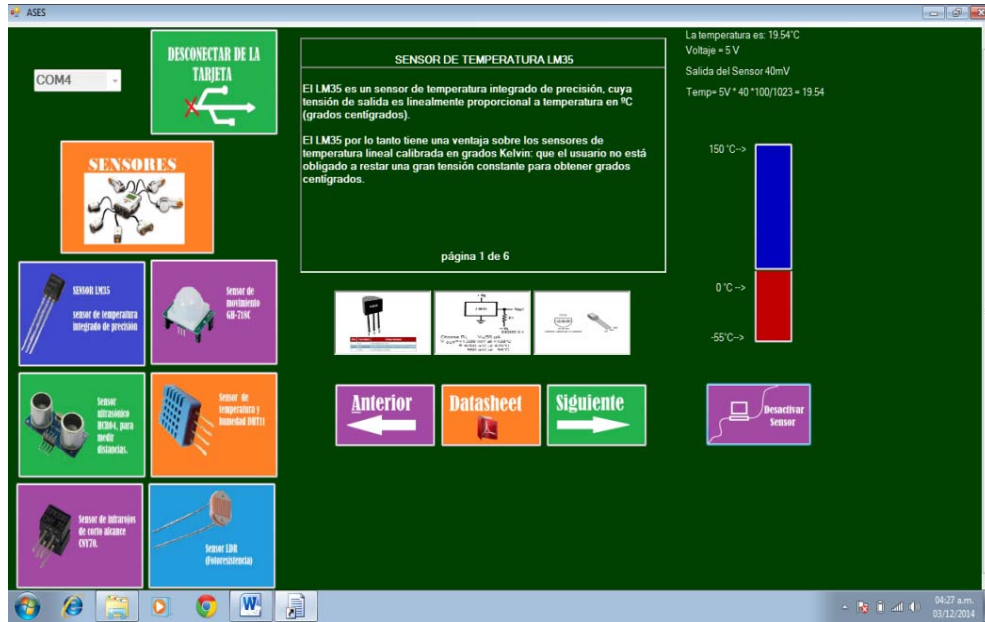 ASES
COM4
DESCONECTAR DE LA
TARJETA
SENSORES
SENSOR LM35
sensor de temperatura
integrado de precisión
Sensor de
movimiento
GH-718C
Sensor
ultrasónico
HCR04, para
medir
distancias.
Sensor de
temperatura y
humedad DHT11
Sensor de infrarojos
de corto alcance
CNY70.
Sensor LDR
(Fotoresistencia)
SENSOR DE TEMPERATURA LM35
El LM35 es un sensor de temperatura integrado de precisión, cuya
tensión de salida es linealmente proporcional a temperatura en ºC
(grados centígrados).
El LM35 por lo tanto tiene una ventaja sobre los sensores de
temperatura lineal calibrada en grados Kelvin: que el usuario no está
obligado a restar una gran tensión constante para obtener grados
centígrados.
página 1 de 6
Anterior
Datasheet
Siguiente
La temperatura es: 19.54°C
Voltaje = 5 V
Salida del Sensor 40mV
Temp= 5V * 40 *100/1023 = 19.54
150 °C-->
0 °C -->
-55°C-->
Desactivar
Sensor
04:27 a.m.
03/12/2014